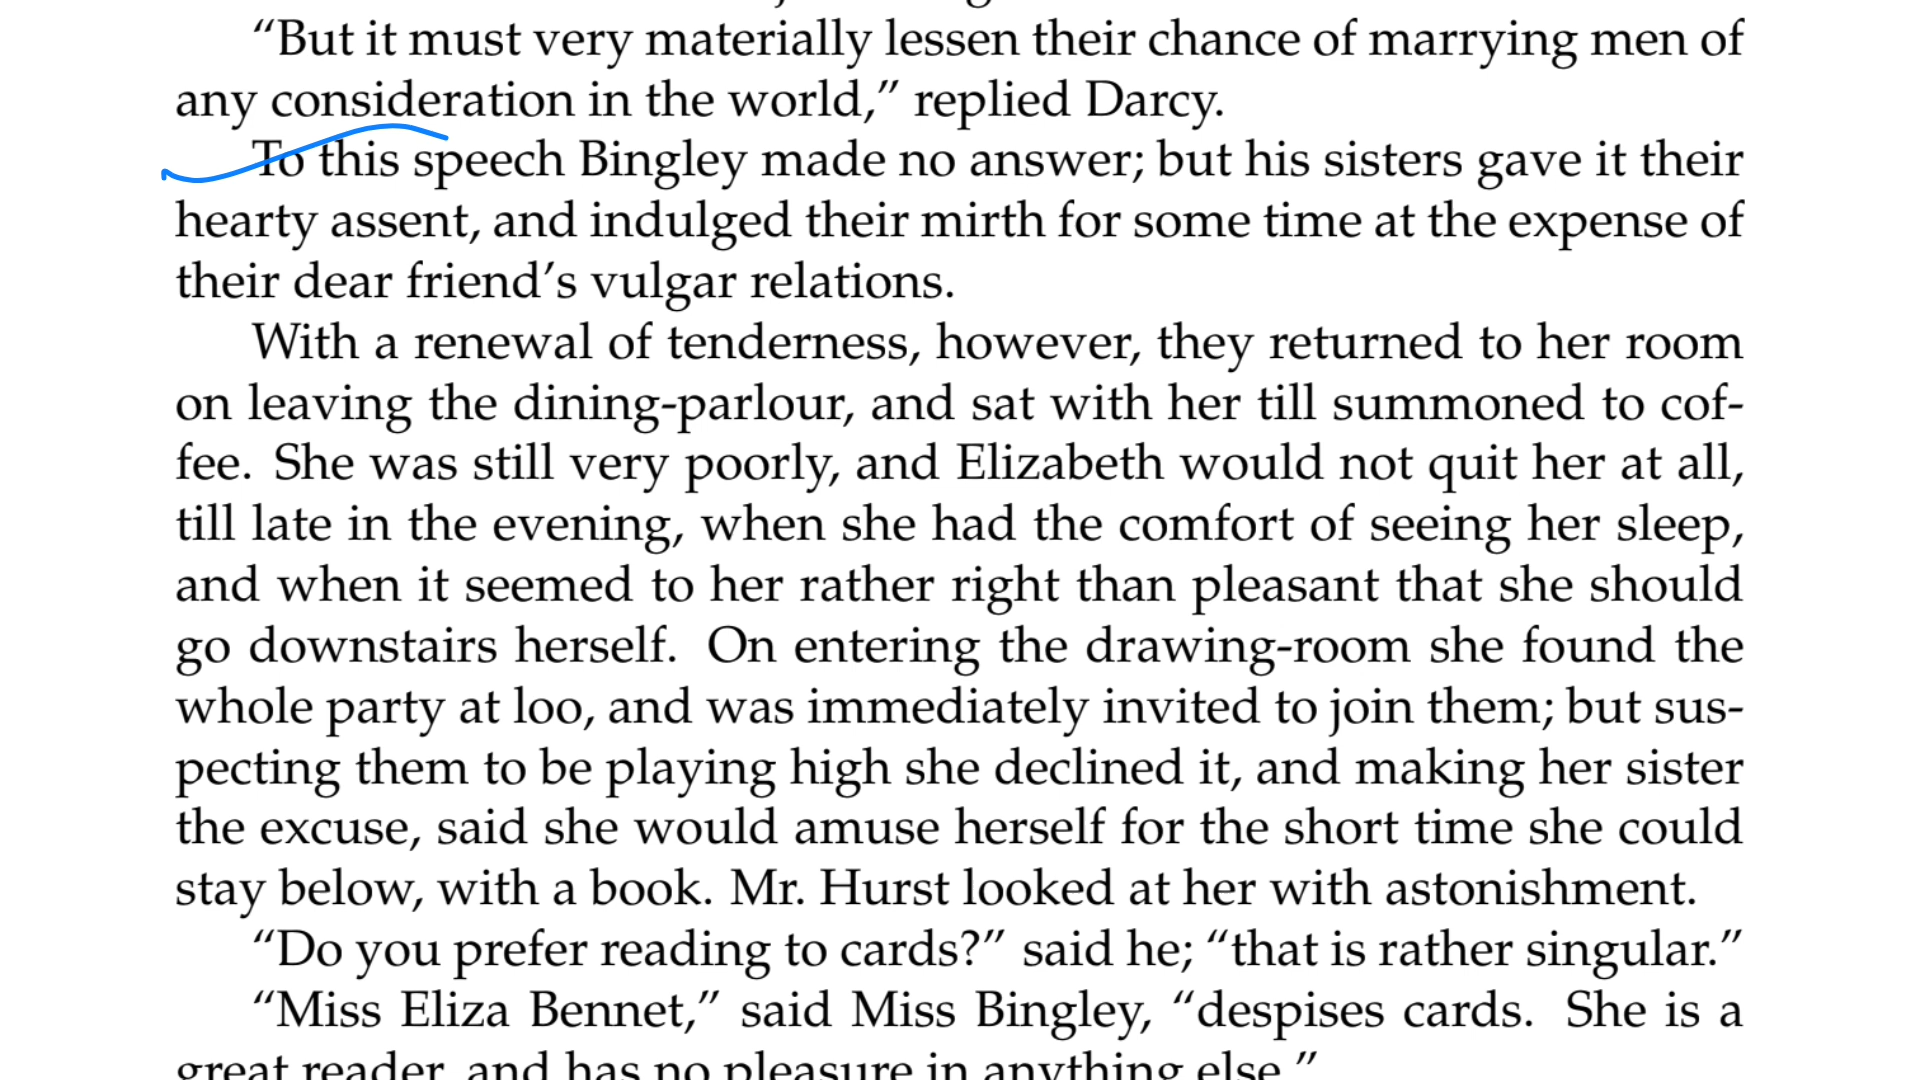 “But it must very materially lessen their chance of marrying men of
any consideration in the world,” replied Darcy.
To this speech Bingley made no answer; but his sisters gave it their
hearty assent, and indulged their mirth for some time at the expense of
their dear friend’s vulgar relations.
With a renewal of tenderness, however, they returned to her room
on leaving the dining-parlour, and sat with her till summoned to cof-
fee. She was still very poorly, and Elizabeth would not quit her at all,
till late in the evening, when she had the comfort of seeing her sleep,
and when it seemed to her rather right than pleasant that she should
go downstairs herself. On entering the drawing-room she found the
whole party at loo, and was immediately invited to join them; but sus-
pecting them to be playing high she declined it, and making her sister
the excuse, said she would amuse herself for the short time she could
stay below, with a book. Mr. Hurst looked at her with astonishment.
“Do you prefer reading to cards?” said he; “that is rather singular.”
“Miss Eliza Bennet,” said Miss Bingley, “despises cards. She is a
great reader, and has no pleasure in anything else.”